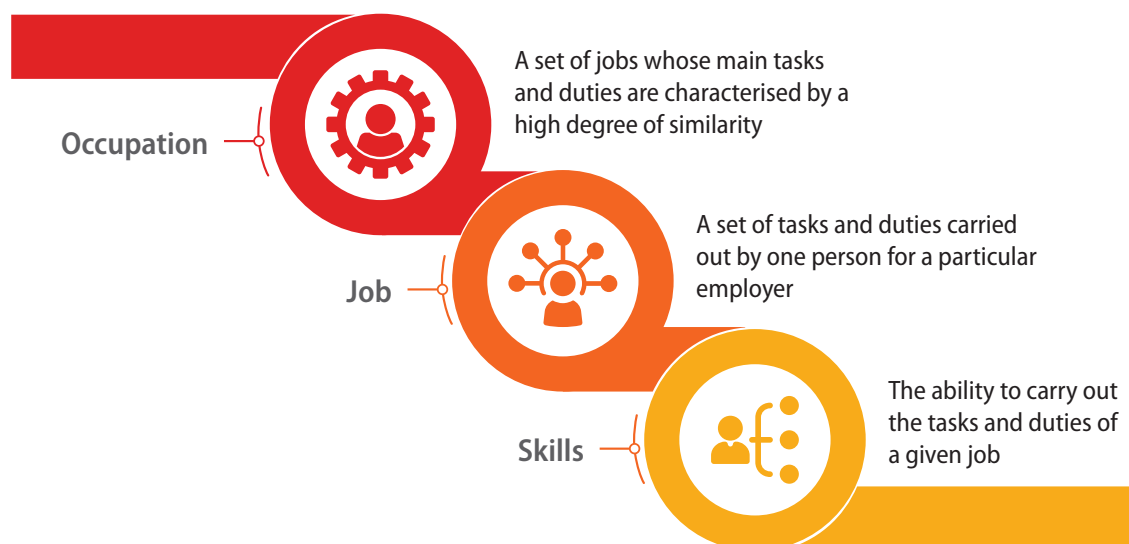 Occupation
A set of jobs whose main tasks
and duties are characterised by a
high degree of similarity
Job
A set of tasks and duties carried
out by one person for a particular
employer
Skills
The ability to carry out
the tasks and duties of
a given job